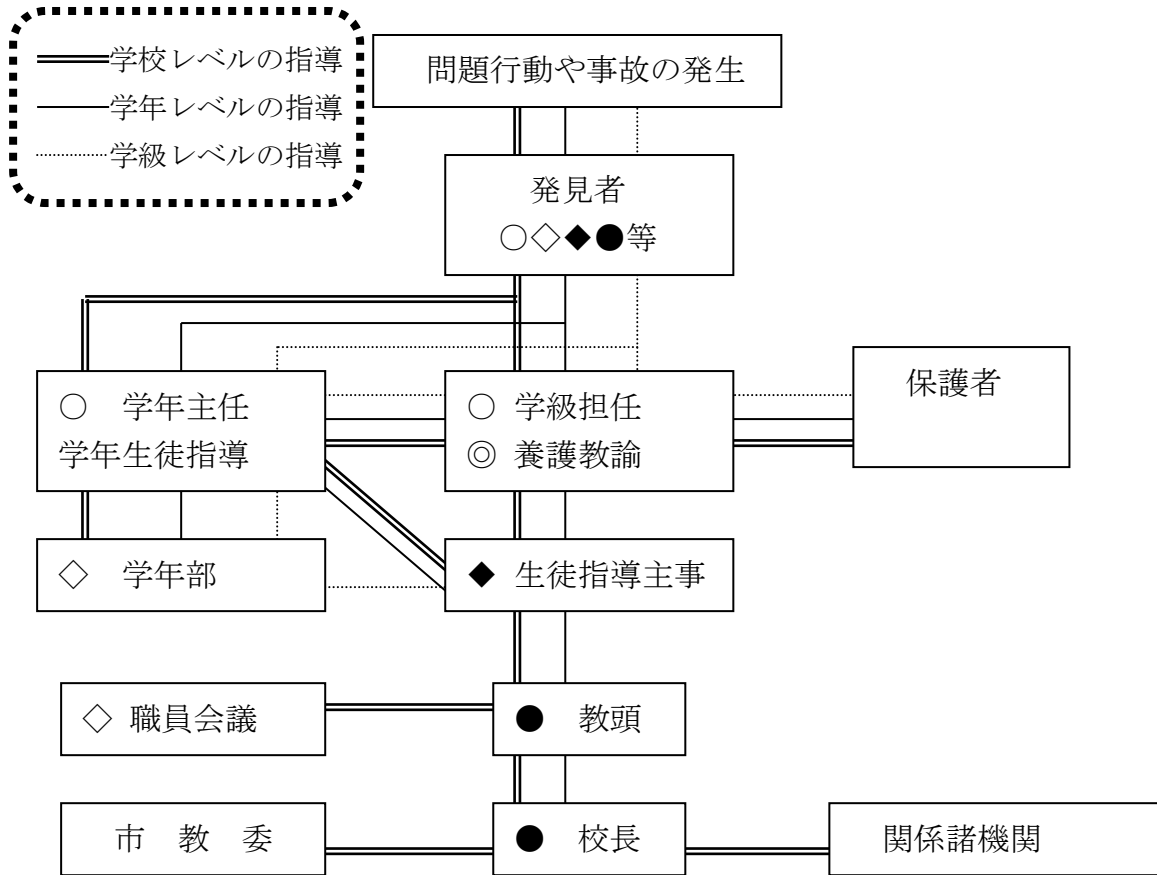 学校レベルの指導
学年レベルの指導
学級レベルの指導
問題行動や事故の発生
発見者
○◇◆●等
○ 学年主任
学年生徒指導
○ 学級担任
◎ 養護教諭
保護者
◇ 学年部
◆ 生徒指導主事
◇ 職員会議
● 教頭
市 教 委
● 校長
関係諸機関